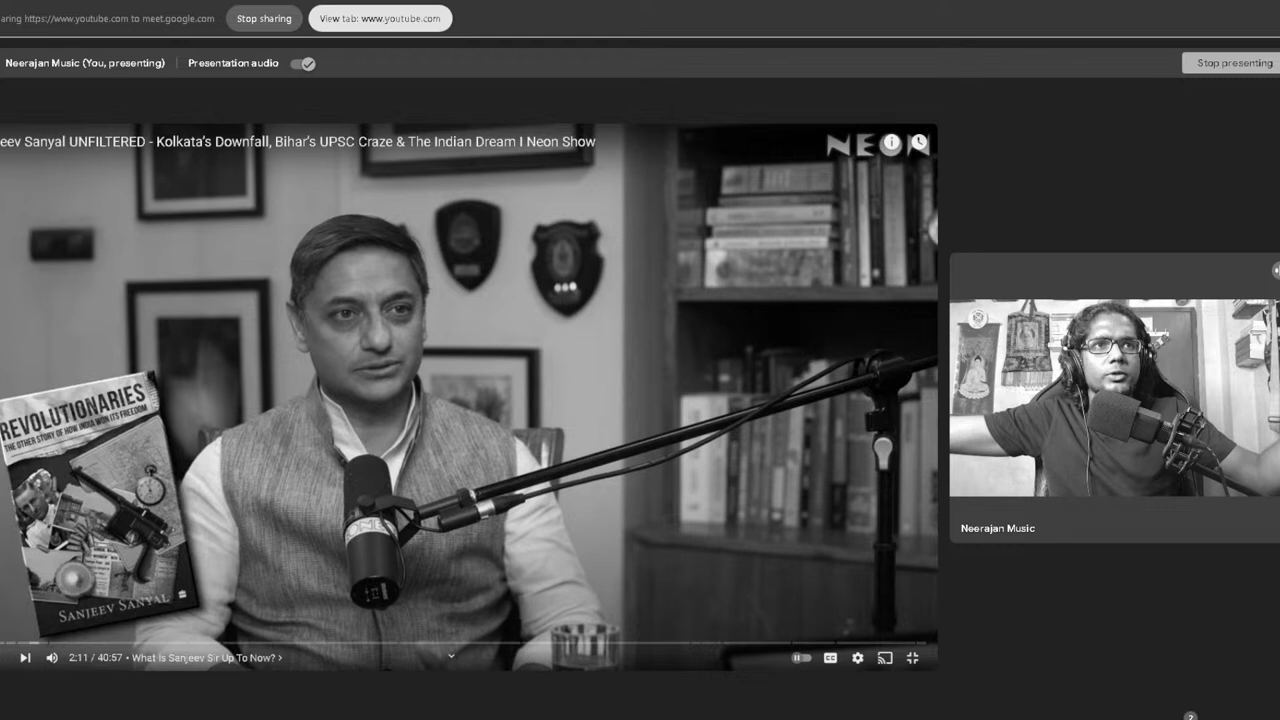 aring https://www.youtube.com to meet.google.com
Stop sharing
View tab: www.youtube.com
Neerajan Music (You, presenting)
Presentation audio
Stop presenting
eev Sanyal UNFILTERED - Kolkata's Downfall, Bihar's UPSC Craze & The Indian Dream I Neon Show
NEON
REVOLUTIONARIES
THE OTHER STORY OF HOW INDIA WON ITS FREEDOM
SANJEEV SANYAL
2:11 / 40:57 • What Is Sanjeev Sir Up To Now? >
CC
Neerajan Music